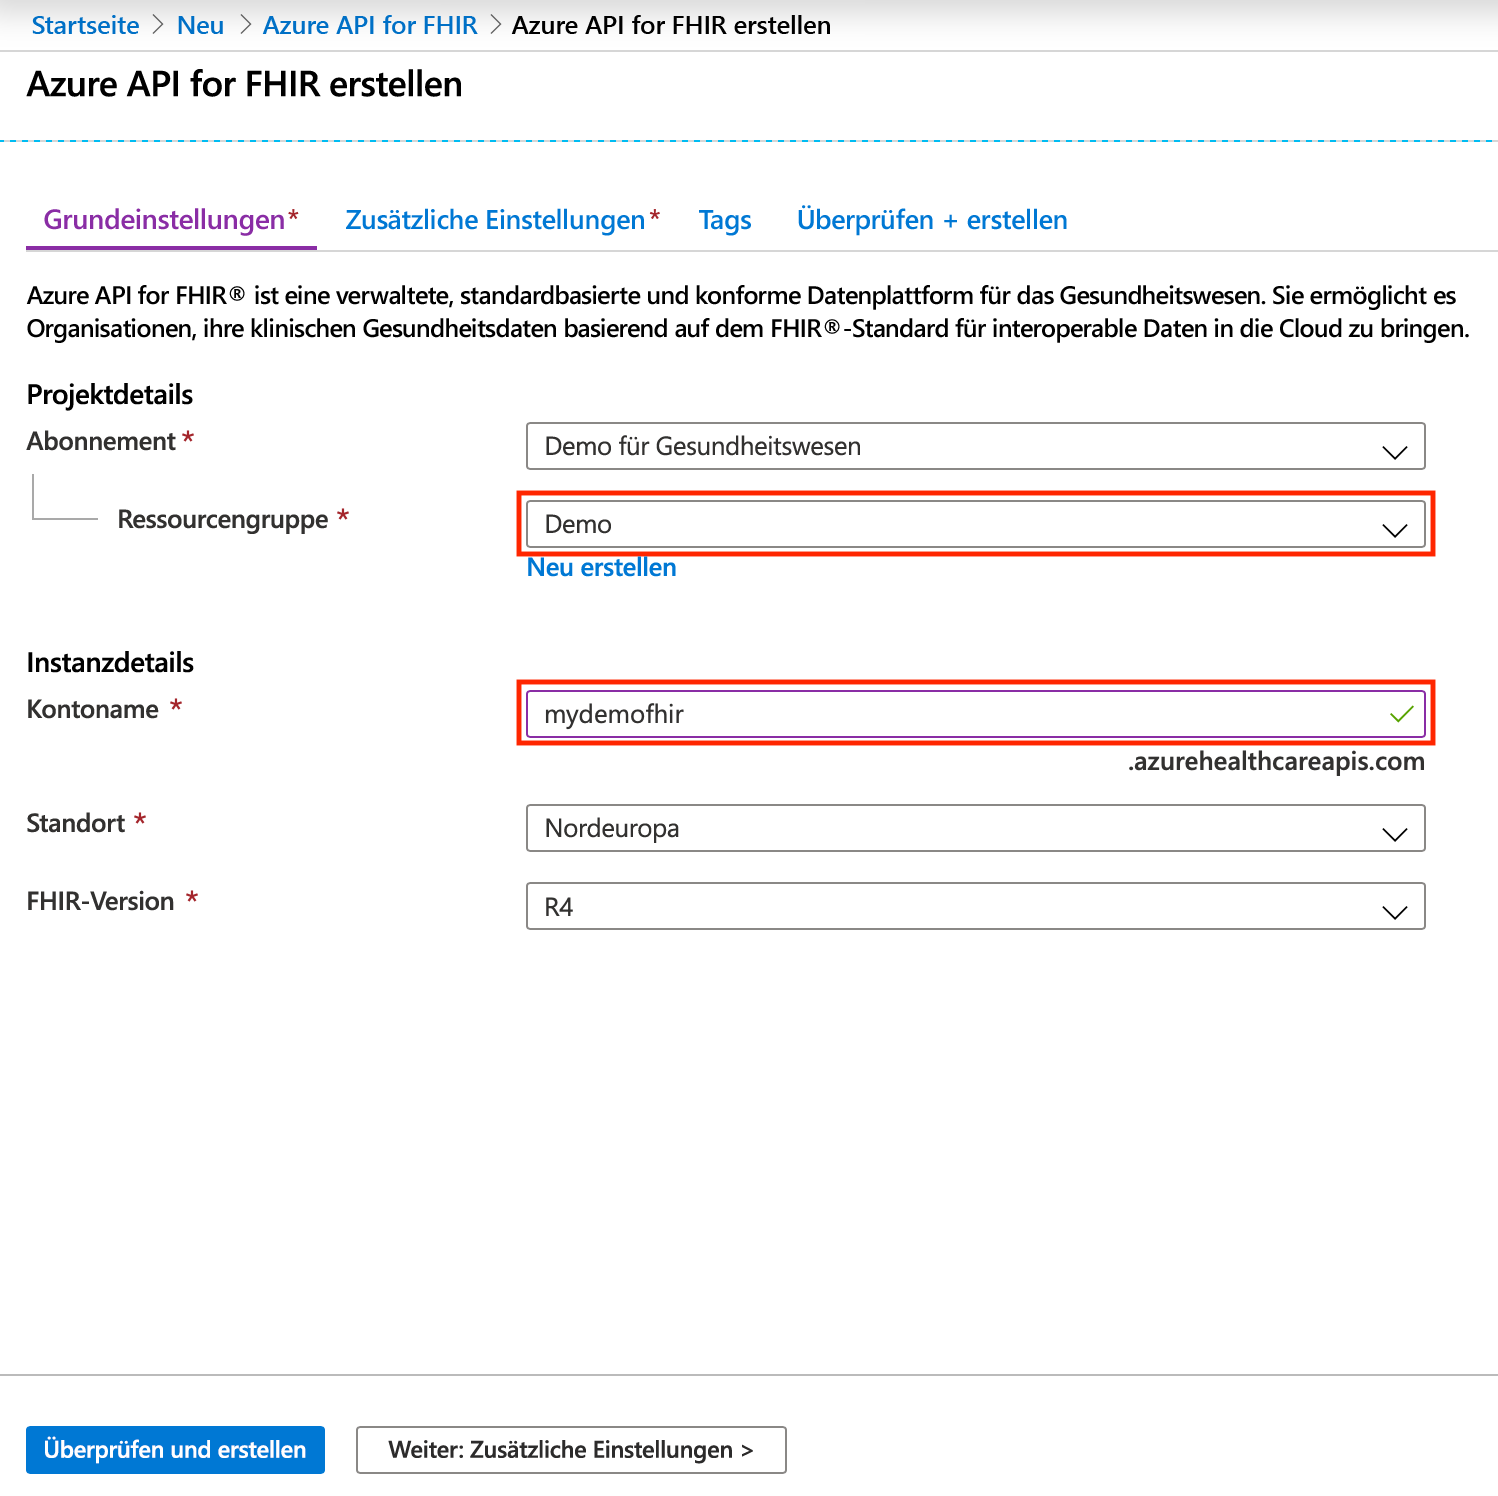 Startseite > Neu > Azure API for FHIR > Azure API for FHIR erstellen
Azure API for FHIR erstellen
Grundeinstellungen* Zusätzliche Einstellungen* Tags Überprüfen + erstellen
Azure API for FHIR® ist eine verwaltete, standardbasierte und konforme Datenplattform für das Gesundheitswesen. Sie ermöglicht es
Organisationen, ihre klinischen Gesundheitsdaten basierend auf dem FHIR®-Standard für interoperable Daten in die Cloud zu bringen.
Projektdetails
Abonnement * Demo für Gesundheitswesen
Ressourcengruppe * Demo
Neu erstellen
Instanzdetails
Kontoname * mydemofhir
.azurehealthcareapis.com
Standort * Nordeuropa
FHIR-Version * R4
Überprüfen und erstellen Weiter: Zusätzliche Einstellungen >